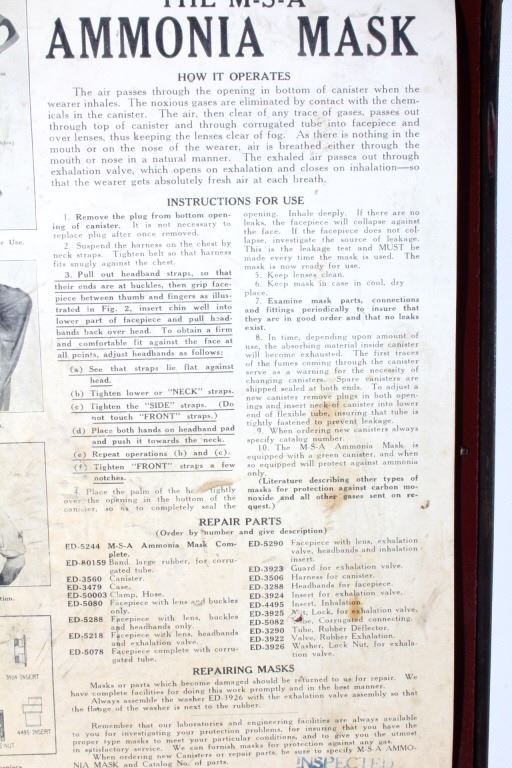 THE M-S-A
AMMONIA MASK
HOW IT OPERATES
The air passes through the opening in bottom of canister when the
wearer inhales. The noxious gases are eliminated by contact with the chem-
icals in the canister. The air, then clear of any trace of gases, passes out
through top of canister and through corrugated tube into facepiece and
over lenses, thus keeping the lenses clear of fog. As there is nothing in the
mouth or on the nose of the wearer, air is breathed either through the
mouth or nose in a natural manner. The exhaled air passes out through
exhalation valve, which opens on exhalation and closes on inhalation—so
that the wearer gets absolutely fresh air at each breath.
INSTRUCTIONS FOR USE
1. Remove the plug from bottom open-
ing of canister. It is not necessary to
replace plug after once removed.
2. Suspend the harness on the chest by
neck straps. Tighten belt so that harness
fits snugly against the chest.
3. Pull out headband straps, so that
their ends are at buckles, then grip face-
piece between thumb and fingers as illus-
trated in Fig. 2, insert chin well into
lower part of facepiece and pull head-
bands back over head. To obtain a firm
and comfortable fit against the face at
all points, adjust headbands as follows:
(a) See that straps lie flat against
head.
(b) Tighten lower or "NECK" straps.
(c) Tighten the "SIDE" straps. (Do
not touch "FRONT" straps.)
(d) Place both hands on headband pad
and push it towards the neck.
(e) Repeat operations (b) and (c).
(f) Tighten "FRONT" straps a few
notches.
4. Place the palm of the hand tightly
over the opening in the bottom of the
canister, so as to completely seal the
opening. Inhale deeply. If there are no
leaks, the facepiece will collapse against
the face. If the facepiece does not col-
lapse, investigate the source of leakage.
This is the leakage test and MUST be
made every time the mask is used. The
mask is now ready for use.
5. Keep lenses clean.
6. Keep mask in case in cool, dry
place.
7. Examine mask parts, connections
and fittings periodically to insure that
they are in good order and that no leaks
exist.
8. In time, depending upon amount of
use, the absorbing material inside canister
will become exhausted. The first traces
of the fumes coming through the canister
serve as a warning for the necessity of
changing canisters. Spare canisters are
shipped sealed at both ends. To adjust a
new canister remove plugs in both open-
ings and insert neck of canister into lower
end of flexible tube, insuring that tube is
tightly fastened to prevent leakage.
9. When ordering new canisters always
specify catalog number.
10. The M-S-A Ammonia Mask is
equipped with a green canister, and when
so equipped will protect against ammonia
only.
(Literature describing other types of
masks for protection against carbon mo-
noxide and all other gases sent on re-
quest.)
REPAIR PARTS
(Order by number and give description)
ED-5244 M-S-A Ammonia Mask Com-
plete.
ED-80159 Band, large rubber, for corru-
gated tube.
ED-3560 Canister.
ED-3479 Case.
ED-50003 Clamp, Hose.
ED-5080 Facepiece with lens and buckles
only.
ED-5288 Facepiece with lens, buckles
and headbands only.
ED-5218 Facepiece with lens, headbands
and exhalation valve.
ED-5078 Facepiece complete with corru-
gated tube.
ED-5290 Facepiece with lens, exhalation
valve, headbands and inhalation
insert.
ED-3923 Guard for exhalation valve.
ED-3506 Harness for canister.
ED-3288 Headbands for facepiece.
ED-3924 Insert for exhalation valve.
ED-4495 Insert, Inhalation.
ED-3925 Nut, Lock, for exhalation valve.
ED-5082 Tube, Corrugated connecting.
ED-3290 Tube, Rubber Deflector.
ED-3922 Valve, Rubber Exhalation.
ED-3926 Washer, Lock Nut, for exhala-
tion valve.
REPAIRING MASKS
Masks or parts which become damaged should be returned to us for repair. We
have complete facilities for doing this work promptly and in the best manner.
Always assemble the washer ED-3926 with the exhalation valve assembly so that
the flange of the washer is next to the rubber.
Remember that our laboratories and engineering facilities are always available
to you for investigating your protection problems, for insuring that you have the
proper type masks to meet your particular conditions, and to give you the utmost
in satisfactory service. We can furnish masks for protection against any gas.
When ordering new Canisters or repair parts, be sure to specify M-S-A AMMO-
NIA MASK and Catalog No. of parts.
INSPECTED
r Use.
tion.
3924 INSERT
4495 INSERT
NUT